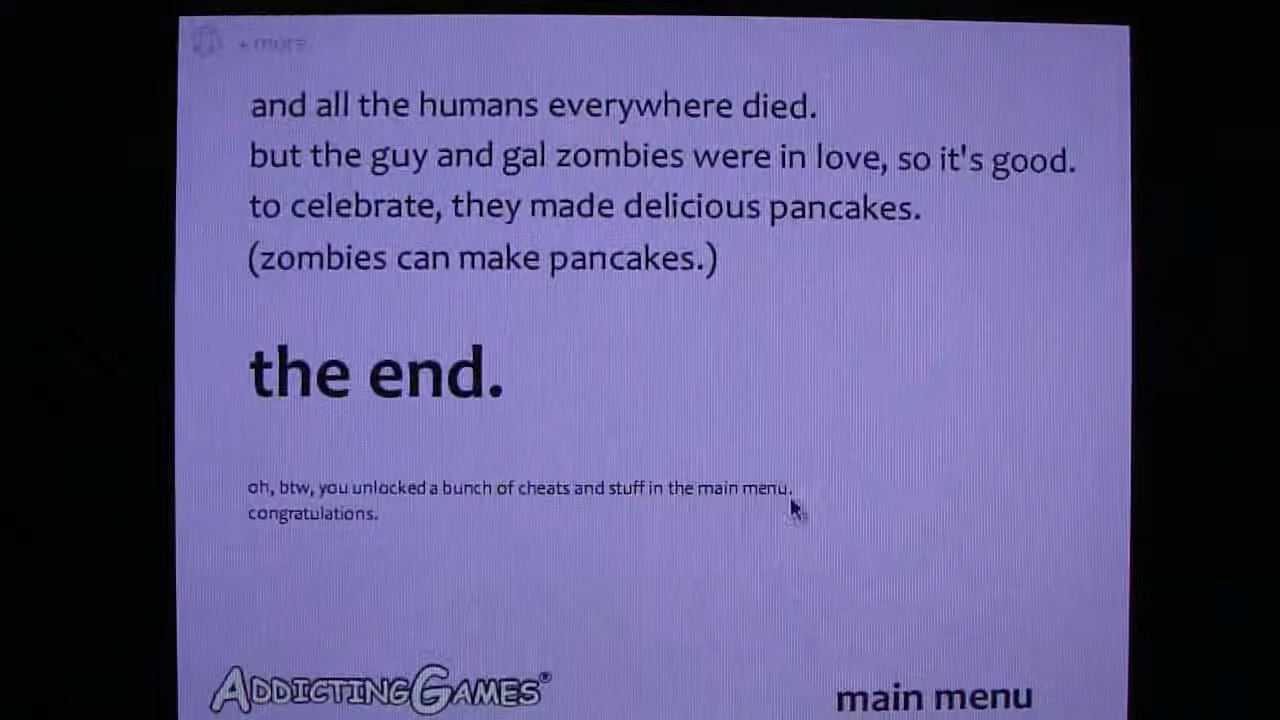 + more
and all the humans everywhere died.
but the guy and gal zombies were in love, so it's good.
to celebrate, they made delicious pancakes.
(zombies can make pancakes.)
the end.
oh, btw, you unlocked a bunch of cheats and stuff in the main menu.
congratulations.
ADDICTINGGAMES®
main menu